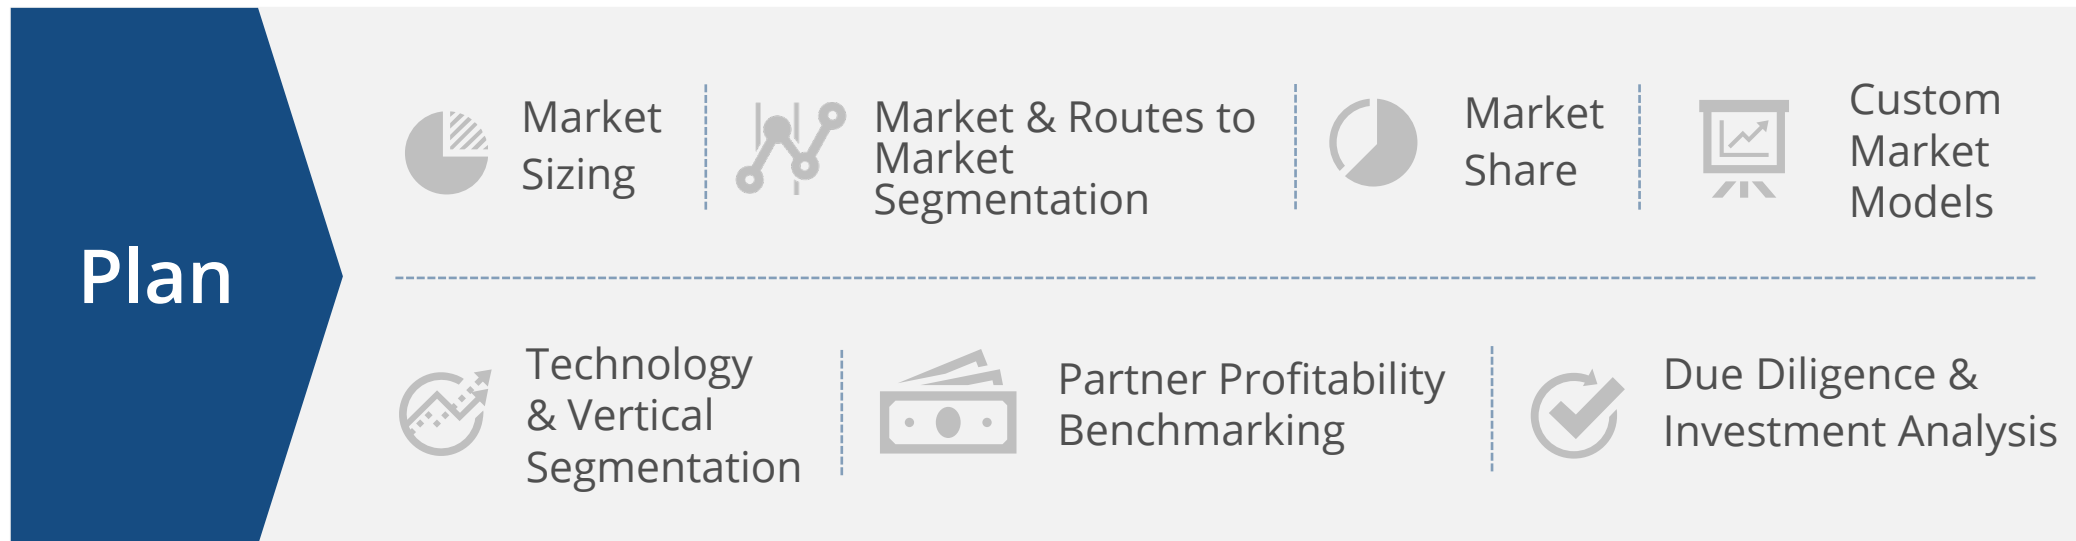 Plan
Market
Sizing
Market & Routes to
Market
Segmentation
Market
Share
Custom
Market
Models
Technology
& Vertical
Segmentation
Partner Profitability
Benchmarking
Due Diligence &
Investment Analysis